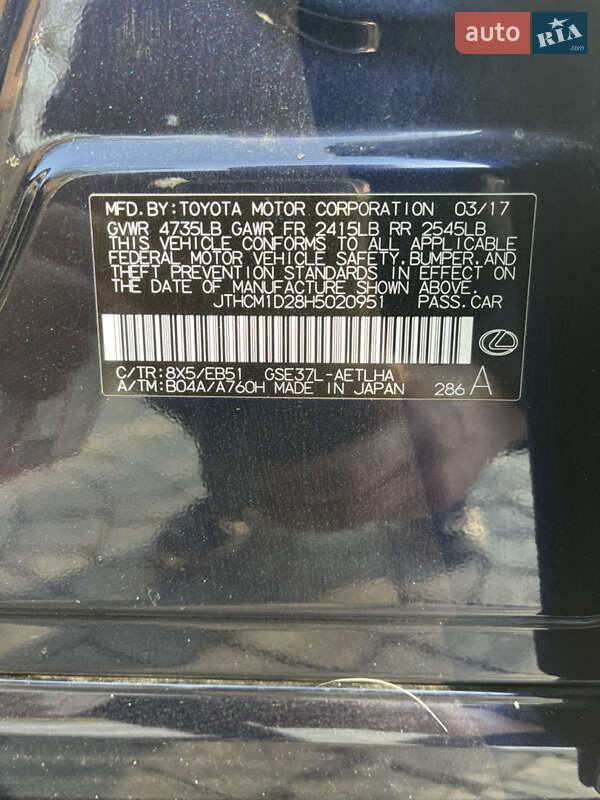 auto RIA .com
MFD.BY:TOYOTA MOTOR CORPORATION 03/17
GVWR 4735LB GAWR FR 2415LB RR 2545LB
THIS VEHICLE CONFORMS TO ALL APPLICABLE
FEDERAL MOTOR VEHICLE SAFETY,BUMPER,AND
THEFT PREVENTION STANDARDS IN EFFECT ON
THE DATE OF MANUFACTURE SHOWN ABOVE.
JTHCM1D28H5020951 PASS.CAR
C/TR:8X5/EB51 GSE37L-AETLHA
A/TM:B04A/A760H MADE IN JAPAN 286 A